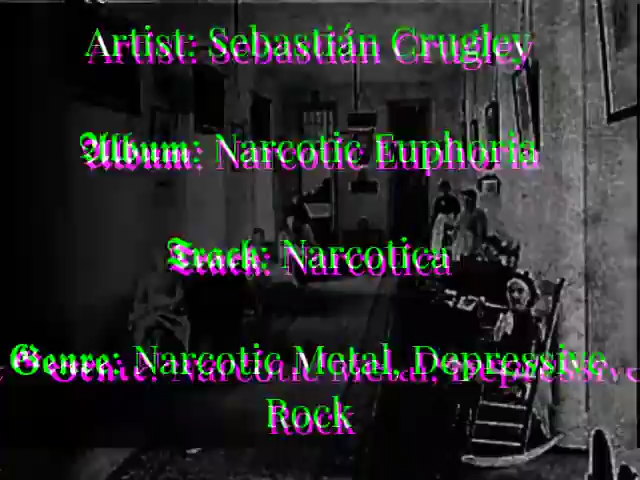 Artist: Sebastián Crugley
Album: Narcotic Euphoria
Track: Narcotica
Genre: Narcotic Metal, Depressive
Rock